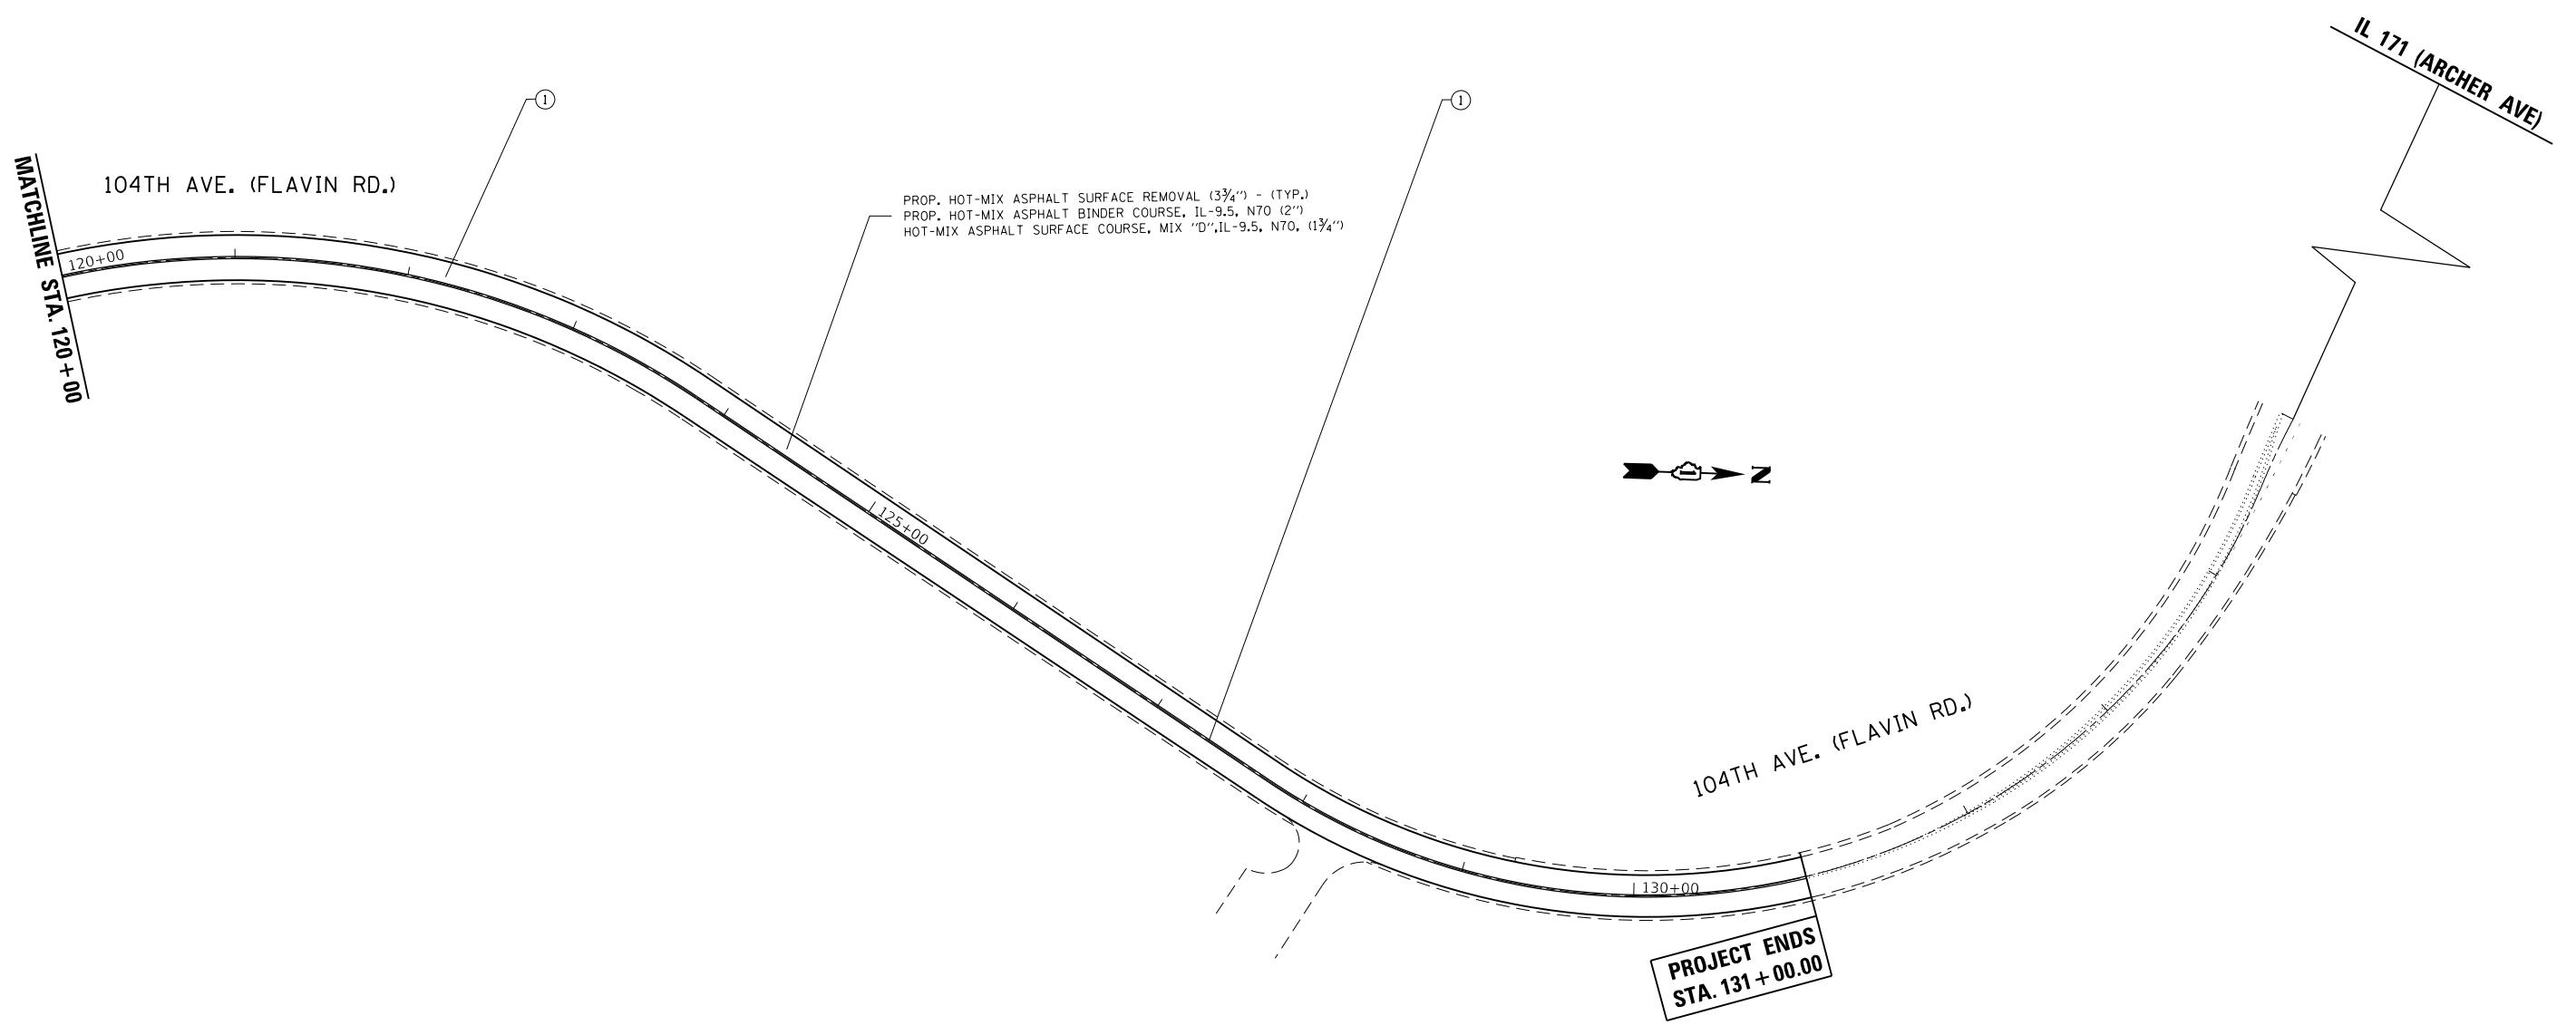 IL 171 (ARCHER AVE)
1
1
MATCHLINE STA. 120+00
104TH AVE. (FLAVIN RD.)
PROP. HOT-MIX ASPHALT SURFACE REMOVAL (3¾") - (TYP.)
PROP. HOT-MIX ASPHALT BINDER COURSE, IL-9.5, N70 (2")
HOT-MIX ASPHALT SURFACE COURSE, MIX "D",IL-9.5, N70, (1¾")
120+00
N
125+00
104TH AVE. (FLAVIN RD.)
130+00
PROJECT ENDS
STA. 131+00.00